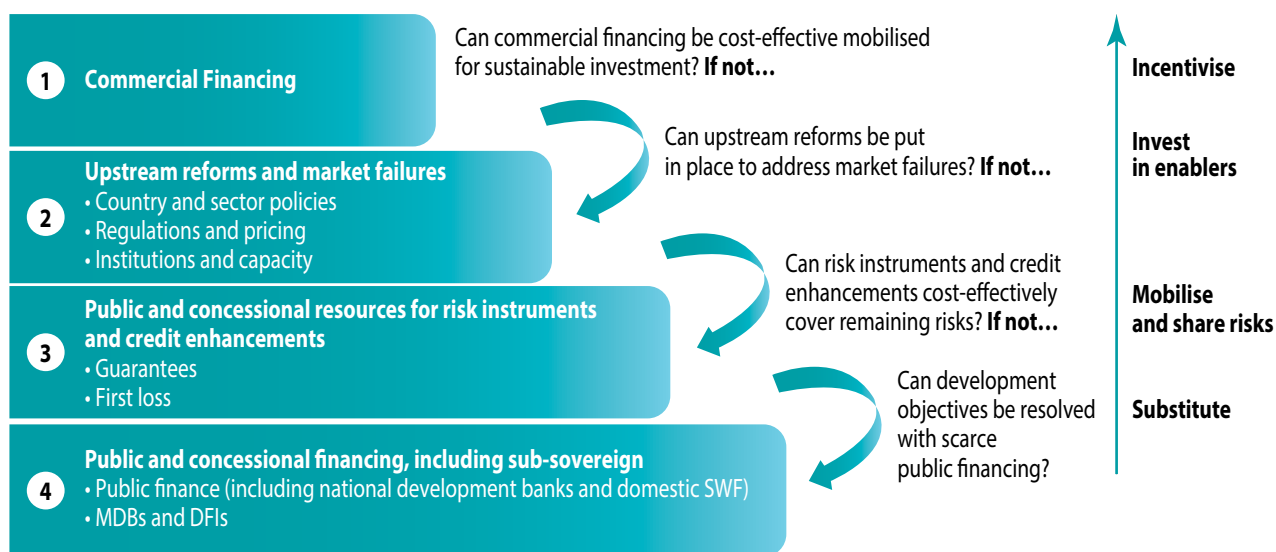 1
Commercial Financing
Can commercial financing be cost-effective mobilised
for sustainable investment? If not...
Incentivise
2
Upstream reforms and market failures
• Country and sector policies
• Regulations and pricing
• Institutions and capacity
Can upstream reforms be put
in place to address market failures? If not...
Invest
in enablers
3
Public and concessional resources for risk instruments
and credit enhancements
• Guarantees
• First loss
Can risk instruments and credit
enhancements cost-effectively
cover remaining risks? If not...
Mobilise
and share risks
4
Public and concessional financing, including sub-sovereign
• Public finance (including national development banks and domestic SWF)
• MDBs and DFIs
Can development
objectives be resolved
with scarce
public financing?
Substitute